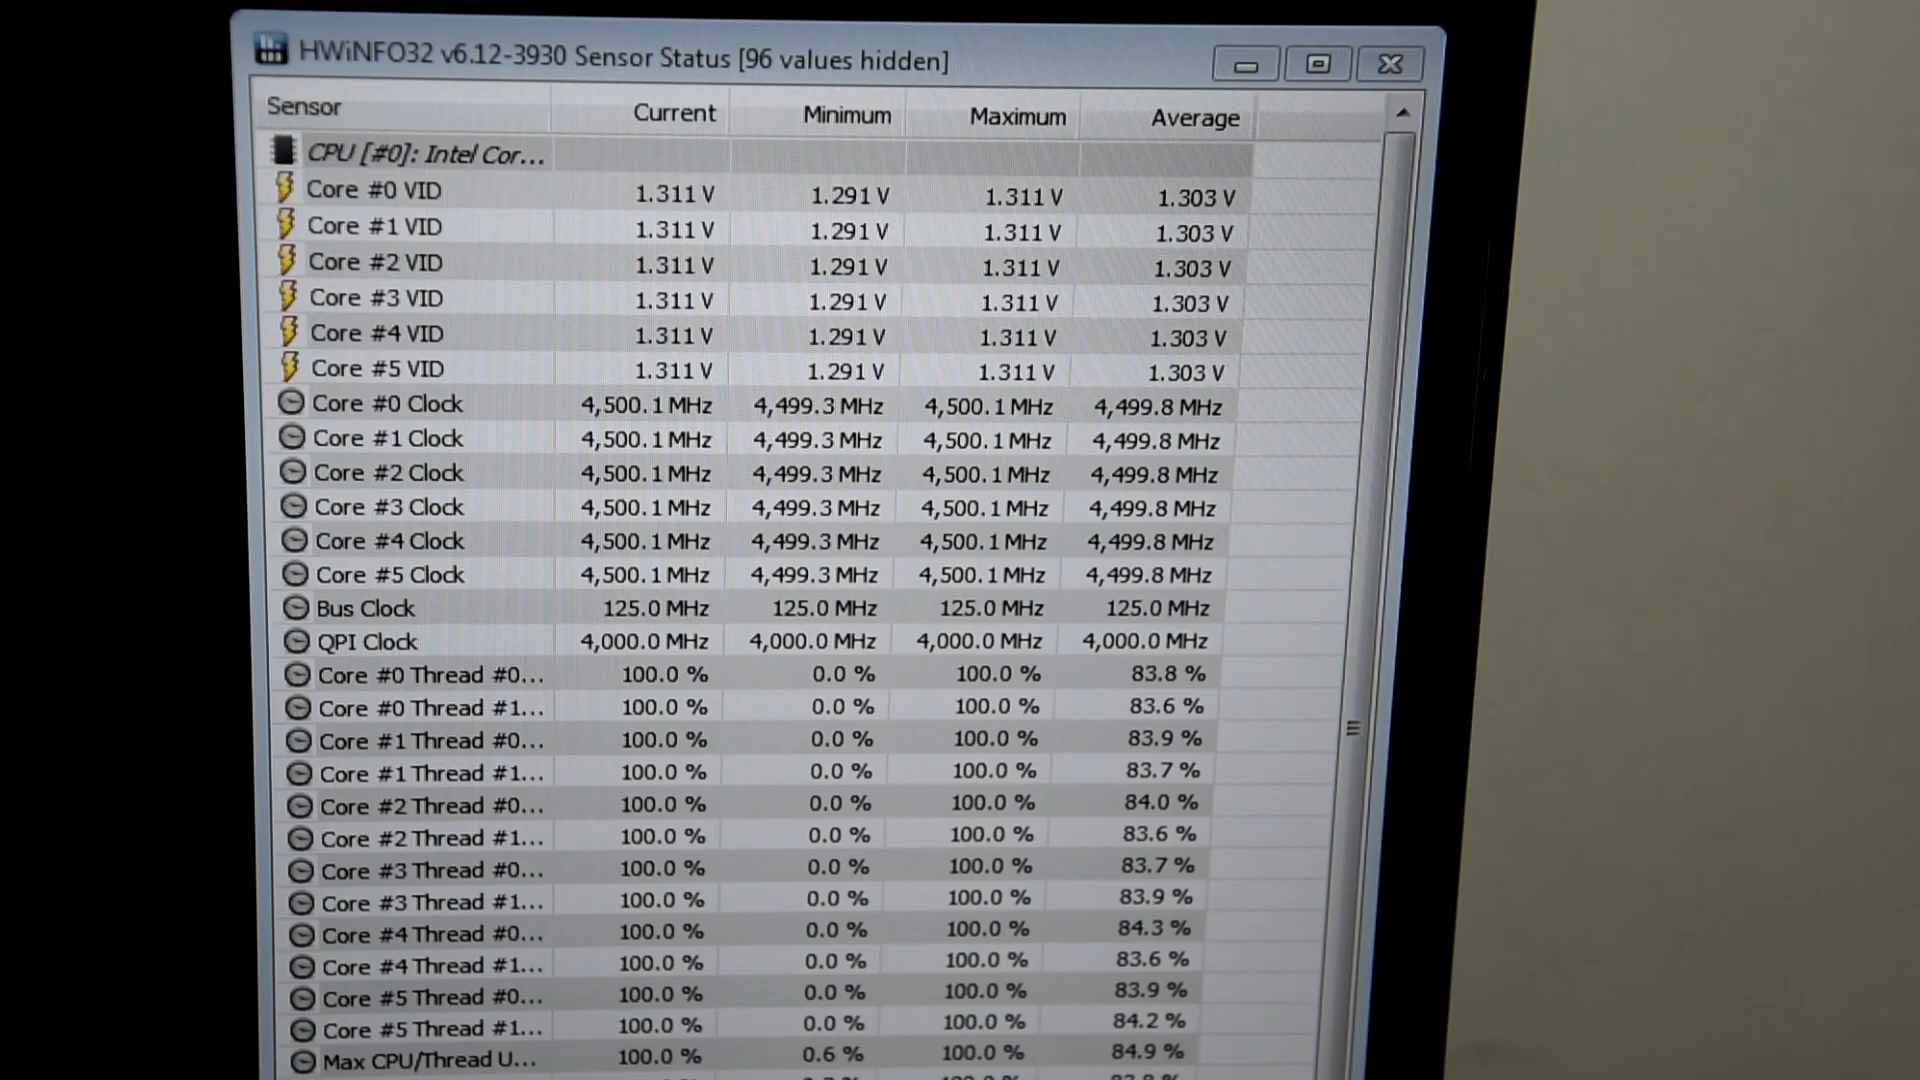 HWiNFO32 v6.12-3930 Sensor Status [96 values hidden]
Sensor Current Minimum Maximum Average
CPU [#0]: Intel Cor...
Core #0 VID 1.311 V 1.291 V 1.311 V 1.303 V
Core #1 VID 1.311 V 1.291 V 1.311 V 1.303 V
Core #2 VID 1.311 V 1.291 V 1.311 V 1.303 V
Core #3 VID 1.311 V 1.291 V 1.311 V 1.303 V
Core #4 VID 1.311 V 1.291 V 1.311 V 1.303 V
Core #5 VID 1.311 V 1.291 V 1.311 V 1.303 V
Core #0 Clock 4,500.1 MHz 4,499.3 MHz 4,500.1 MHz 4,499.8 MHz
Core #1 Clock 4,500.1 MHz 4,499.3 MHz 4,500.1 MHz 4,499.8 MHz
Core #2 Clock 4,500.1 MHz 4,499.3 MHz 4,500.1 MHz 4,499.8 MHz
Core #3 Clock 4,500.1 MHz 4,499.3 MHz 4,500.1 MHz 4,499.8 MHz
Core #4 Clock 4,500.1 MHz 4,499.3 MHz 4,500.1 MHz 4,499.8 MHz
Core #5 Clock 4,500.1 MHz 4,499.3 MHz 4,500.1 MHz 4,499.8 MHz
Bus Clock 125.0 MHz 125.0 MHz 125.0 MHz 125.0 MHz
QPI Clock 4,000.0 MHz 4,000.0 MHz 4,000.0 MHz 4,000.0 MHz
Core #0 Thread #0... 100.0 % 0.0 % 100.0 % 83.8 %
Core #0 Thread #1... 100.0 % 0.0 % 100.0 % 83.6 %
Core #1 Thread #0... 100.0 % 0.0 % 100.0 % 83.9 %
Core #1 Thread #1... 100.0 % 0.0 % 100.0 % 83.7 %
Core #2 Thread #0... 100.0 % 0.0 % 100.0 % 84.0 %
Core #2 Thread #1... 100.0 % 0.0 % 100.0 % 83.6 %
Core #3 Thread #0... 100.0 % 0.0 % 100.0 % 83.7 %
Core #3 Thread #1... 100.0 % 0.0 % 100.0 % 83.9 %
Core #4 Thread #0... 100.0 % 0.0 % 100.0 % 84.3 %
Core #4 Thread #1... 100.0 % 0.0 % 100.0 % 83.6 %
Core #5 Thread #0... 100.0 % 0.0 % 100.0 % 83.9 %
Core #5 Thread #1... 100.0 % 0.0 % 100.0 % 84.2 %
Max CPU/Thread U... 100.0 % 0.6 % 100.0 % 84.9 %